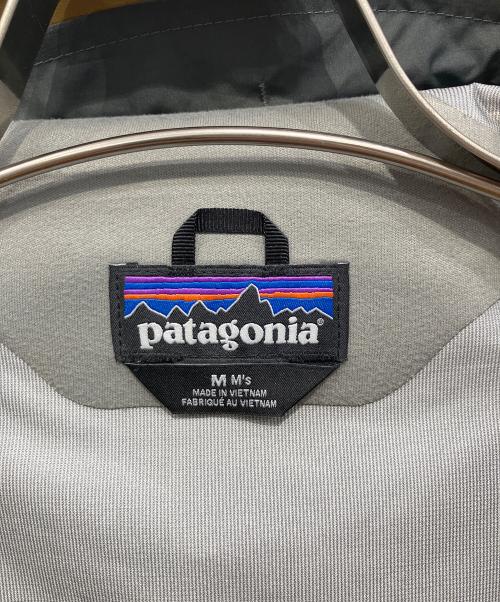 patagonia®
M M's
MADE IN VIETNAM
FABRIQUÉ AU VIETNAM